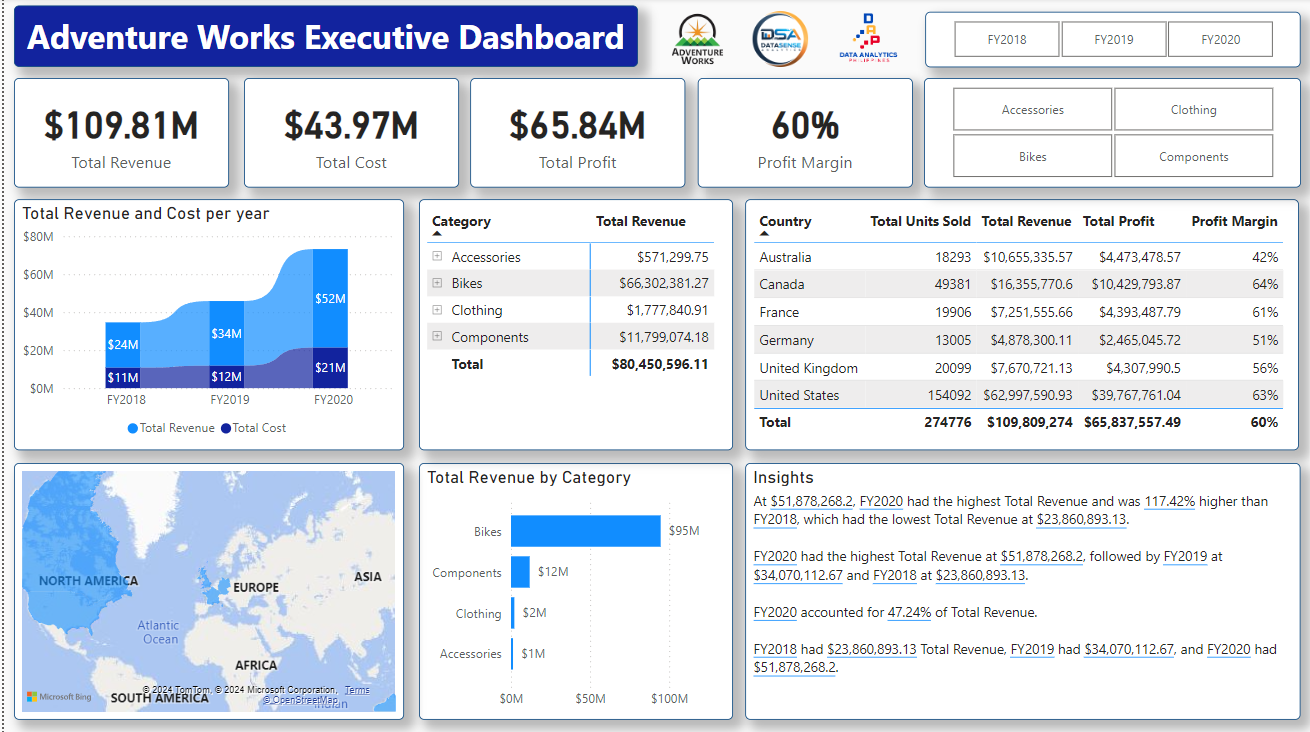 Adventure Works Executive Dashboard
ADVENTURE WORKS
DSA
DATASENSE
DAP
DATA ANALYTICS
PHILIPPINES
FY2018 FY2019 FY2020
$109.81M
Total Revenue
$43.97M
Total Cost
$65.84M
Total Profit
60%
Profit Margin
Accessories Clothing
Bikes Components
Total Revenue and Cost per year
$80M
$60M
$40M
$20M
$0M
$24M
$11M
$34M
$12M
$52M
$21M
FY2018 FY2019 FY2020
Total Revenue Total Cost
Category Total Revenue
Accessories $571,299.75
Bikes $66,302,381.27
Clothing $1,777,840.91
Components $11,799,074.18
Total $80,450,596.11
Country Total Units Sold Total Revenue Total Profit Profit Margin
Australia 18293 $10,655,335.57 $4,473,478.57 42%
Canada 49381 $16,355,770.6 $10,429,793.87 64%
France 19906 $7,251,555.66 $4,393,487.79 61%
Germany 13005 $4,878,300.11 $2,465,045.72 51%
United Kingdom 20099 $7,670,721.13 $4,307,990.5 56%
United States 154092 $62,997,590.93 $39,767,761.04 63%
Total 274776 $109,809,274 $65,837,557.49 60%
NORTH AMERICA
EUROPE
ASIA
Atlantic
Ocean
AFRICA
SOUTH AMERICA
Indian
Microsoft Bing
© 2024 TomTom, © 2024 Microsoft Corporation, Terms
© OpenStreetMap
Total Revenue by Category
Bikes $95M
Components $12M
Clothing $2M
Accessories $1M
$0M $50M $100M
Insights
At $51,878,268.2, FY2020 had the highest Total Revenue and was 117.42% higher than
FY2018, which had the lowest Total Revenue at $23,860,893.13.
FY2020 had the highest Total Revenue at $51,878,268.2, followed by FY2019 at
$34,070,112.67 and FY2018 at $23,860,893.13.
FY2020 accounted for 47.24% of Total Revenue.
FY2018 had $23,860,893.13 Total Revenue, FY2019 had $34,070,112.67, and FY2020 had
$51,878,268.2.